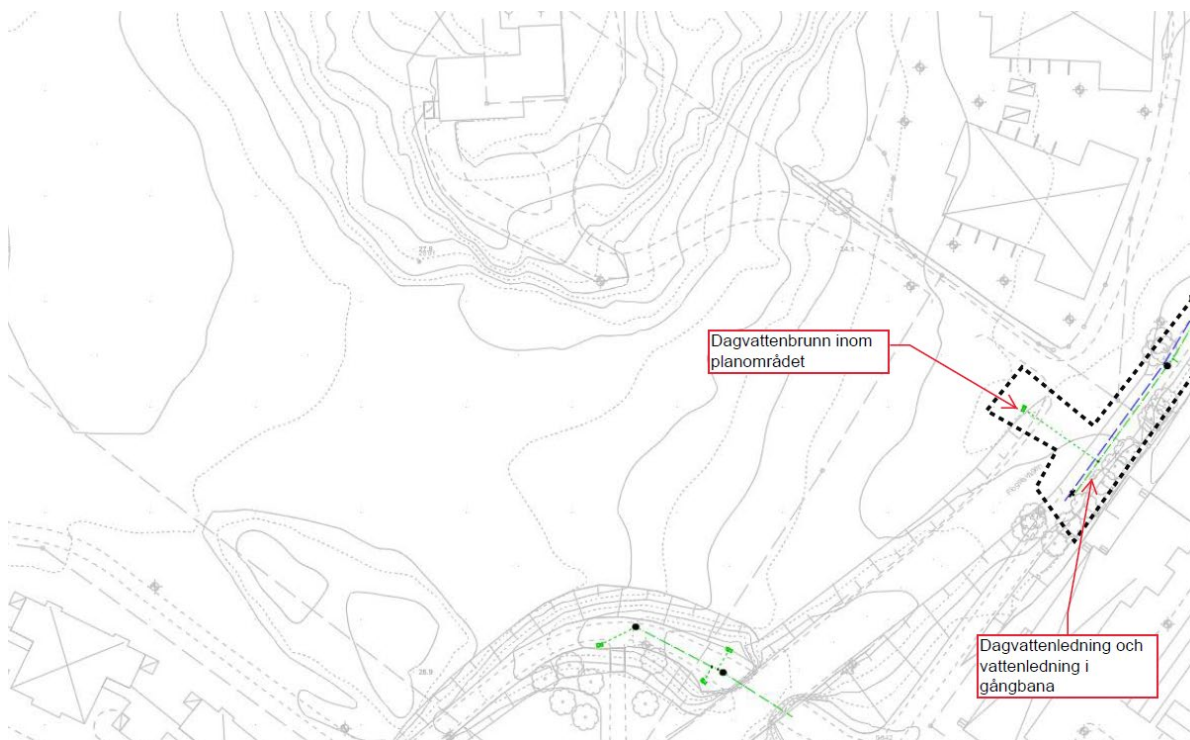 Dagvattenbrunn inom
planområdet
Dagvattenledning och
vattenledning i
gångbana